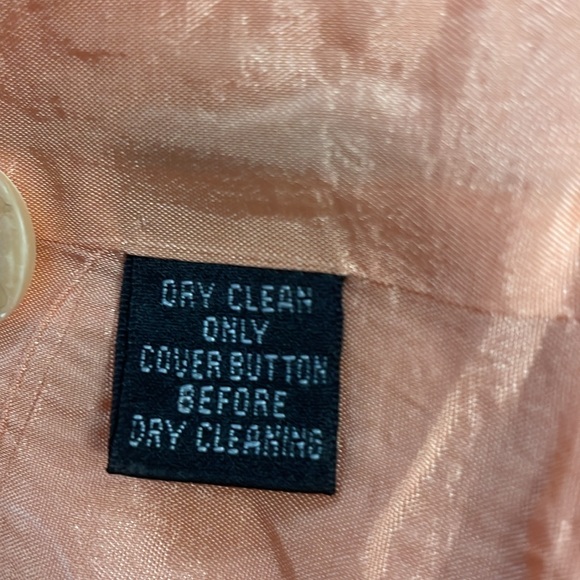 DRY CLEAN
ONLY
COVER BUTTON
BEFORE
DRY CLEANING